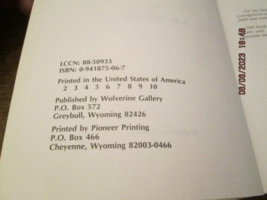 LCCN: 88-50933
ISBN: 0-941875-06-7
Printed in the United States of America
2 3 4 5 6 7 8 9 10
Published by Wolverine Gallery
P.O. Box 572
Greybull, Wyoming 82426
Printed by Pioneer Printing
P.O. Box 466
Cheyenne, Wyoming 82003-0466
08/08/2023 18:40